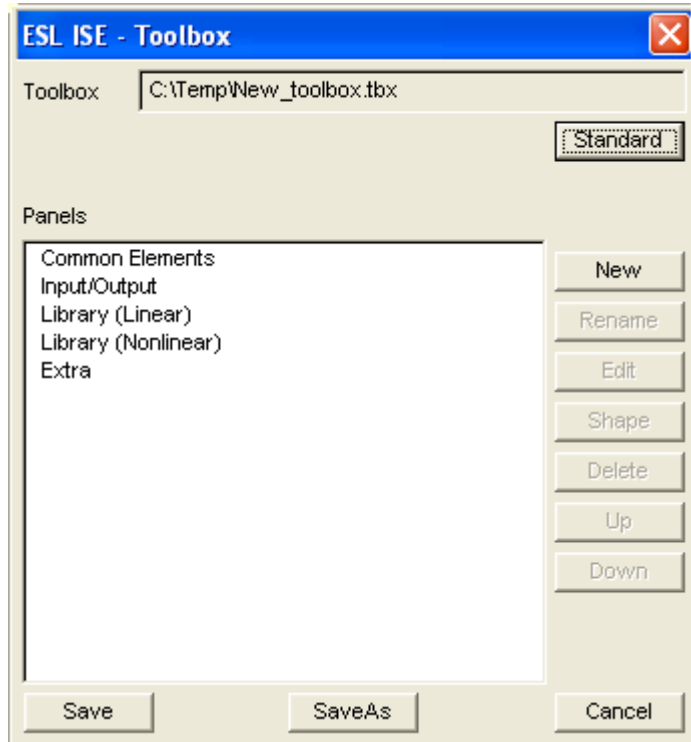 ESL ISE - Toolbox
Toolbox C:\Temp\New_toolbox.tbx
Standard
Panels
Common Elements
Input/Output
Library (Linear)
Library (Nonlinear)
Extra
New
Rename
Edit
Shape
Delete
Up
Down
Save SaveAs Cancel